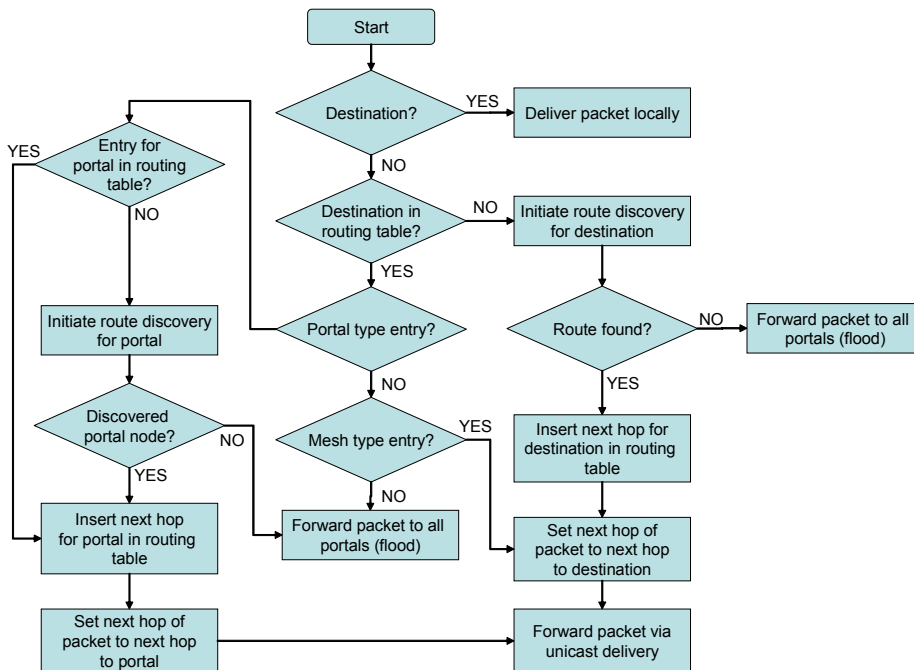 Start
Destination?
YES
Deliver packet locally
NO
Entry for
portal in routing
table?
YES
NO
Destination in
routing table?
NO
Initiate route discovery
for destination
YES
Initiate route discovery
for portal
Portal type entry?
NO
Route found?
NO
Forward packet to all
portals (flood)
YES
Discovered
portal node?
NO
YES
Mesh type entry?
YES
NO
Insert next hop for
destination in routing
table
Insert next hop
for portal in routing
table
Forward packet to all
portals (flood)
Set next hop of
packet to next hop
to destination
Set next hop of
packet to next hop
to portal
Forward packet via
unicast delivery